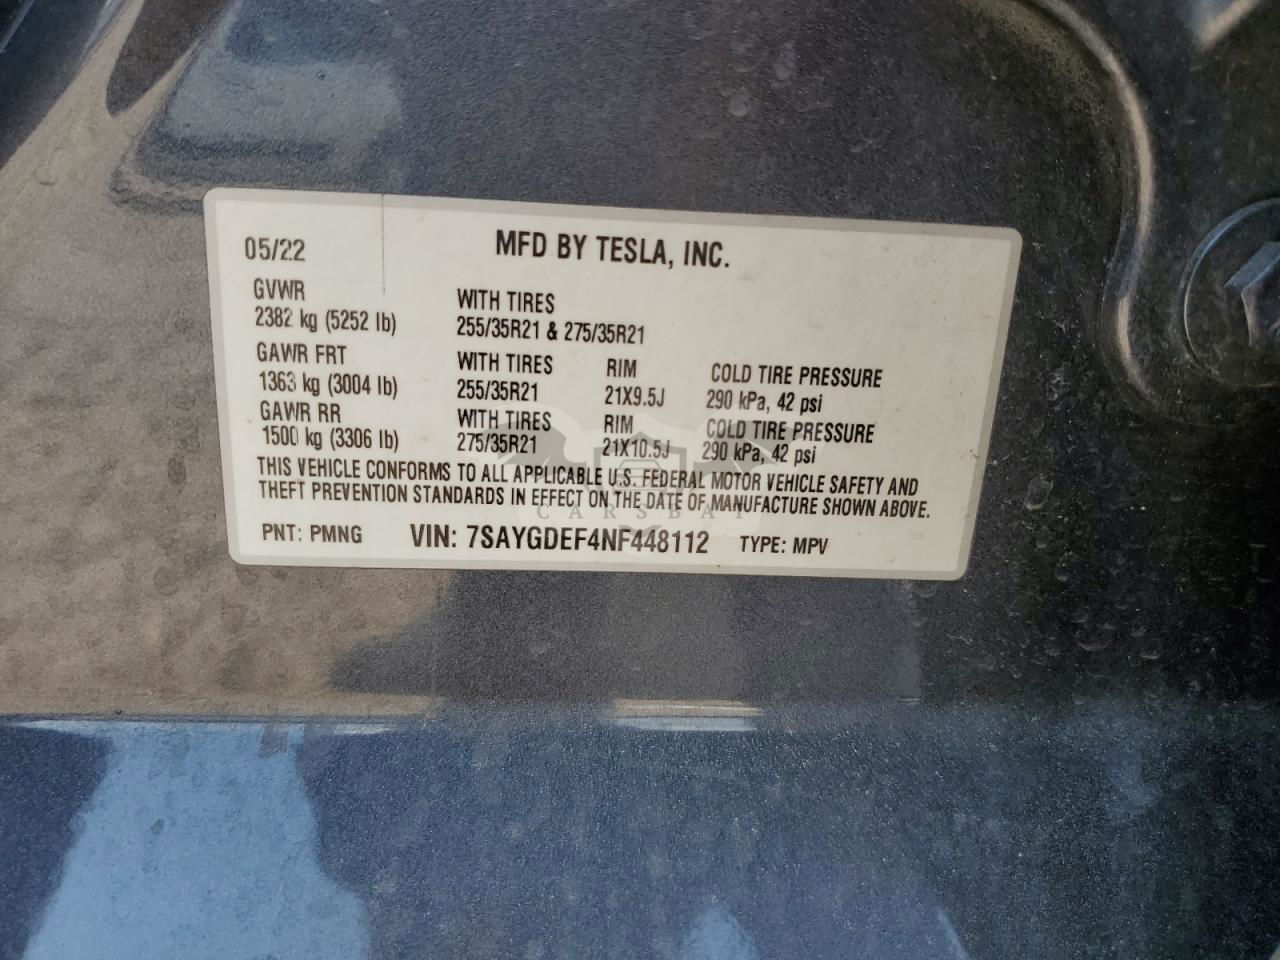 05/22 MFD BY TESLA, INC.
GVWR WITH TIRES
2382 kg (5252 lb) 255/35R21 & 275/35R21
GAWR FRT WITH TIRES RIM COLD TIRE PRESSURE
1363 kg (3004 lb) 255/35R21 21X9.5J 290 kPa, 42 psi
GAWR RR WITH TIRES RIM COLD TIRE PRESSURE
1500 kg (3306 lb) 275/35R21 21X10.5J 290 kPa, 42 psi
THIS VEHICLE CONFORMS TO ALL APPLICABLE U.S. FEDERAL MOTOR VEHICLE SAFETY AND
THEFT PREVENTION STANDARDS IN EFFECT ON THE DATE OF MANUFACTURE SHOWN ABOVE.
CARSBAT
PNT: PMNG VIN: 7SAYGDEF4NF448112 TYPE: MPV